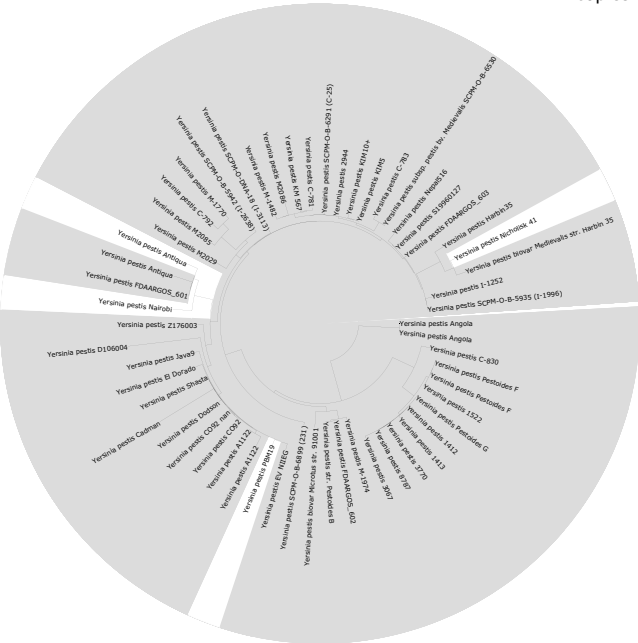 Yersinia pestis SCPM-O-B-6291 (C-25)
Yersinia pestis 2944
Yersinia pestis KIM10+
Yersinia pestis KIM5
Yersinia pestis C-783
Yersinia pestis subsp. pestis bv. Medievalis SCPM-O-B-6530
Yersinia pestis Nepal516
Yersinia pestis S19960127
Yersinia pestis FDAARGOS_603
Yersinia pestis Harbin35
Yersinia pestis Nicholisk 41
Yersinia pestis biovar Medievalis str. Harbin 35
Yersinia pestis I-1252
Yersinia pestis SCPM-O-B-5935 (I-1996)
Yersinia pestis Angola
Yersinia pestis Angola
Yersinia pestis C-830
Yersinia pestis Pestoides F
Yersinia pestis Pestoides F
Yersinia pestis 1522
Yersinia pestis Pestoides G
Yersinia pestis 1412
Yersinia pestis 1413
Yersinia pestis 3770
Yersinia pestis 8787
Yersinia pestis 3067
Yersinia pestis M-1974
Yersinia pestis FDAARGOS_602
Yersinia pestis str. Pestoides B
Yersinia pestis biovar Microtus str. 91001
Yersinia pestis SCPM-O-B-6899 (231)
Yersinia pestis EV NIIEG
Yersinia pestis PBM19
Yersinia pestis A1122
Yersinia pestis A1122
Yersinia pestis CO92
Yersinia pestis CO92 nan
Yersinia pestis Dodson
Yersinia pestis Cadman
Yersinia pestis Shasta
Yersinia pestis El Dorado
Yersinia pestis Java9
Yersinia pestis D106004
Yersinia pestis Z176003
Yersinia pestis Nairobi
Yersinia pestis FDAARGOS_601
Yersinia pestis Antiqua
Yersinia pestis Antiqua
Yersinia pestis M2029
Yersinia pestis M2085
Yersinia pestis C-792
Yersinia pestis M-1770
Yersinia pestis SCPM-O-B-5942 (I-2638)
Yersinia pestis SCPM-O-DNA-18 (I-3113)
Yersinia pestis M-1482
Yersinia pestis M2086
Yersinia pestis KM 567
Yersinia pestis C-781